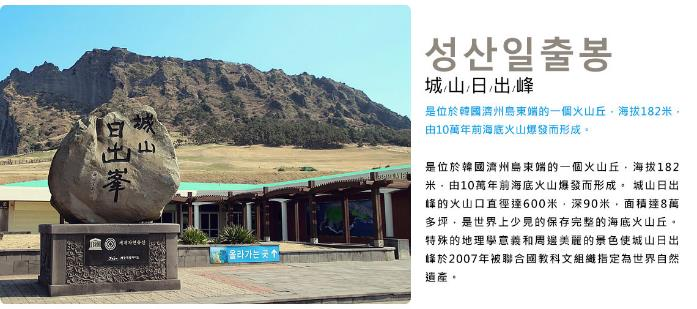 성산일출봉
城/山/日/出/峰
是位於韓國濟州島東端的一個火山丘，海拔182米，
由10萬年前海底火山爆發而形成。
是位於韓國濟州島東端的一個火山丘，海拔182
米，由10萬年前海底火山爆發而形成。 城山日出
峰的火山口直徑達600米，深90米，面積達8萬
多坪，是世界上少見的保存完整的海底火山丘。
特殊的地理學意義和周邊美麗的景色使城山日出
峰於2007年被聯合國教科文組織指定為世界自然
遺產。
城山
日出峯
세계자연유산
올라가는 곳